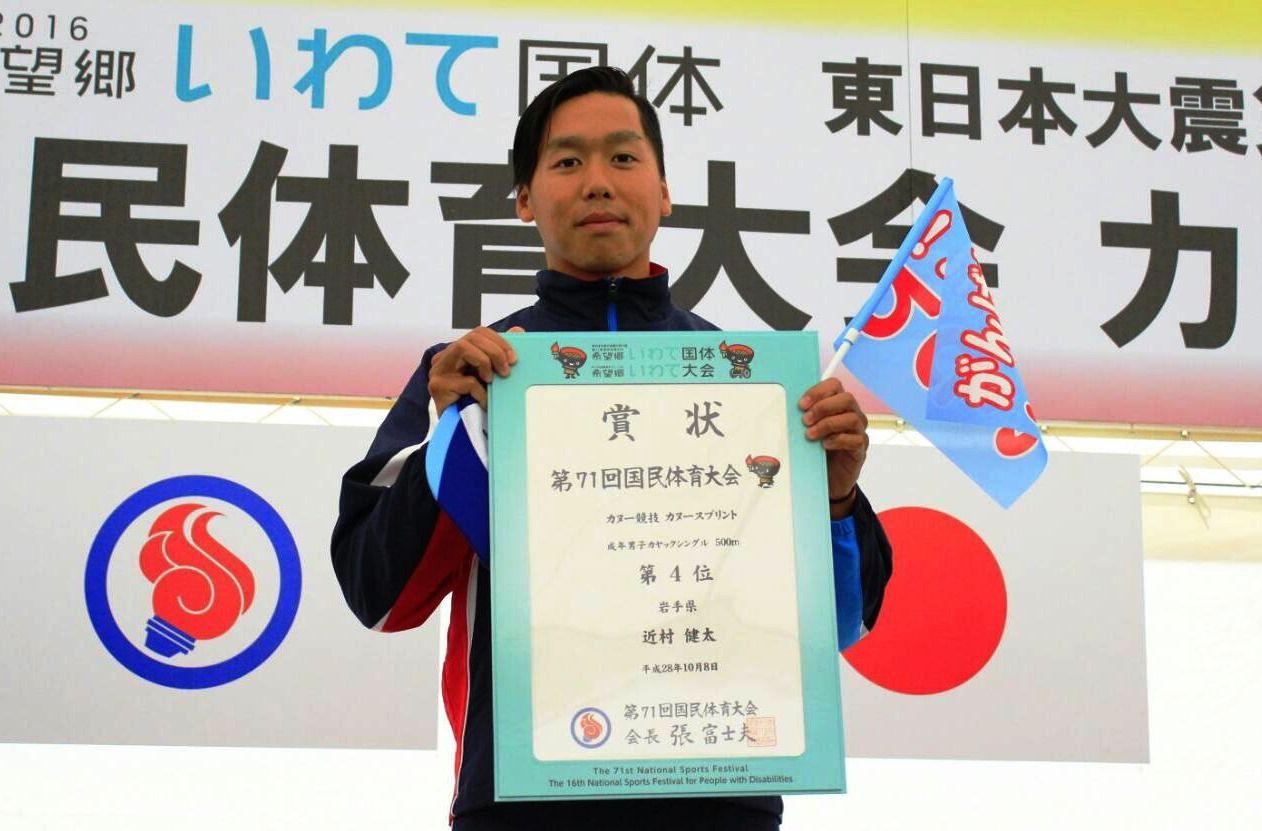 2016
望郷 いわて国体 東日本大震
民体育大会 カ
がんば
!!
希望郷 いわて国体
希望郷 いわて大会
賞 状
第71回国民体育大会
カヌー競技 カヌースプリント
成年男子カヤックシングル 500m
第 4 位
岩手県
近村 健太
平成28年10月8日
第71回国民体育大会
会長 張 富士夫
The 71st National Sports Festival
The 16th National Sports Festival for People with Disabilities